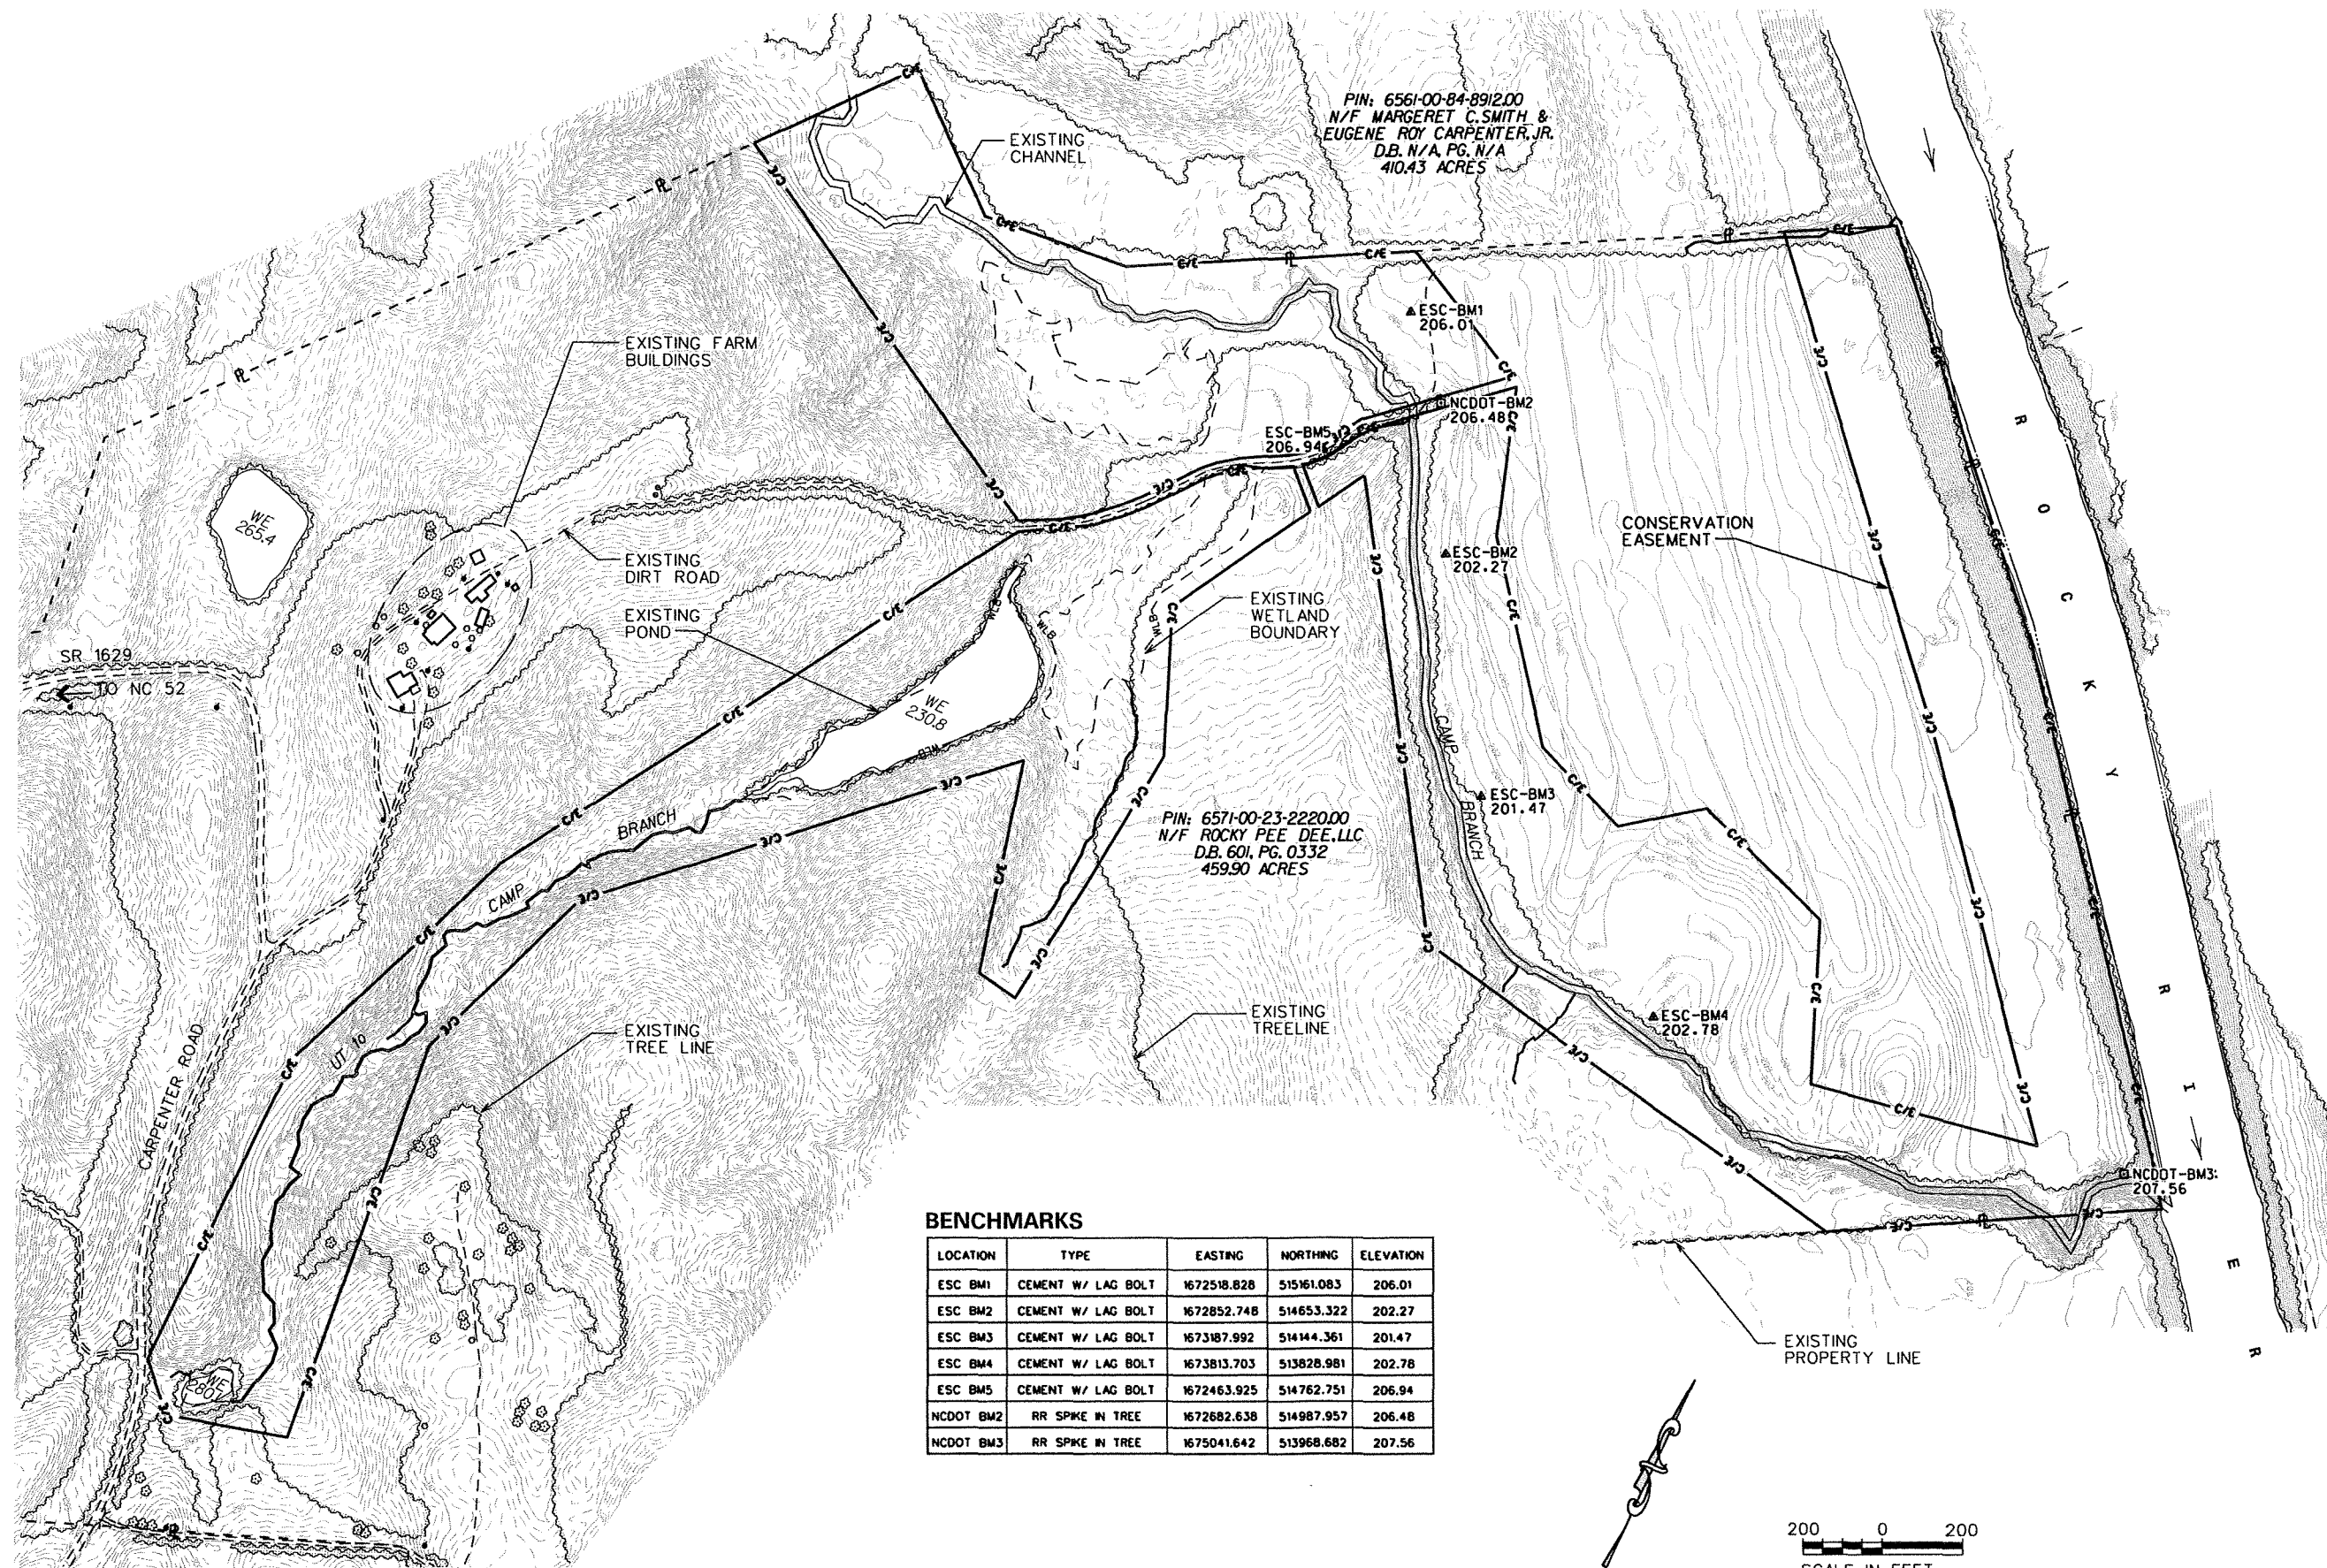 PIN: 6561-00-84-8912.00
N/F MARGERET C. SMITH &
EUGENE ROY CARPENTER, JR.
D.B. N/A, PG. N/A
410.43 ACRES
EXISTING
CHANNEL
C/E
PL
EXISTING FARM
BUILDINGS
ESC-BM1
206.01
NCDOT-BM2
206.48
ESC-BM5
206.94
WE
265.4
EXISTING
DIRT ROAD
EXISTING
POND
CONSERVATION
EASEMENT
ESC-BM2
202.27
EXISTING
WETLAND
BOUNDARY
WLB
SR 1629
TO NC 52
WE
230.8
CAMP
BRANCH
ESC-BM3
201.47
PIN: 6571-00-23-2220.00
N/F ROCKY PEE DEE, LLC
D.B. 601, PG. 0332
459.90 ACRES
UT to
CAMP
BRANCH
ROCKY RIVER
CARPENTER ROAD
EXISTING
TREE LINE
EXISTING
TREELINE
ESC-BM4
202.78
NCDOT-BM3
207.56
WE
EXISTING
PROPERTY LINE
BENCHMARKS
LOCATION TYPE EASTING NORTHING ELEVATION
ESC BM1 CEMENT W/ LAG BOLT 1672518.828 515161.083 206.01
ESC BM2 CEMENT W/ LAG BOLT 1672852.748 514653.322 202.27
ESC BM3 CEMENT W/ LAG BOLT 1673187.992 514144.361 201.47
ESC BM4 CEMENT W/ LAG BOLT 1673813.703 513828.981 202.78
ESC BM5 CEMENT W/ LAG BOLT 1672463.925 514762.751 206.94
NCDOT BM2 RR SPIKE IN TREE 1672682.638 514987.957 206.48
NCDOT BM3 RR SPIKE IN TREE 1675041.642 513968.682 207.56
200 0 200
SCALE IN FEET